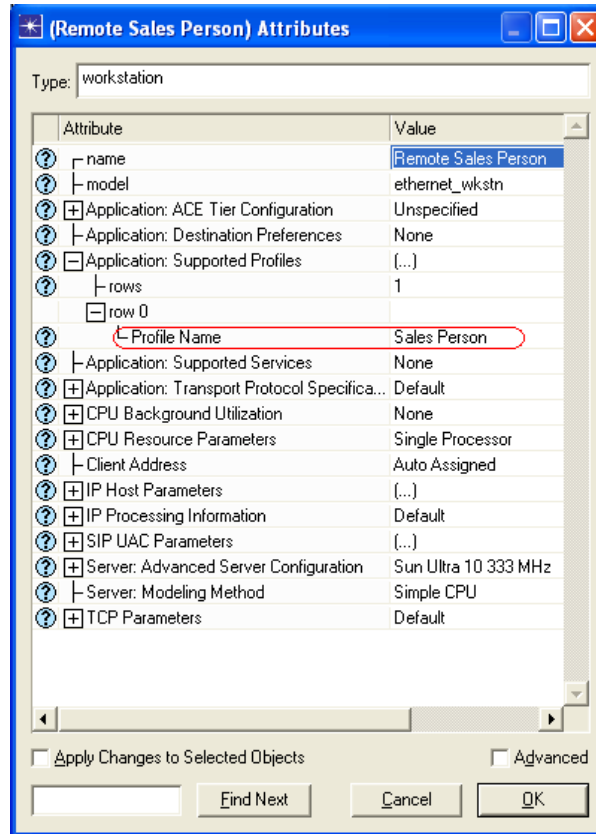 (Remote Sales Person) Attributes
Type: workstation
Attribute Value
name Remote Sales Person
model ethernet_wkstn
Application: ACE Tier Configuration Unspecified
Application: Destination Preferences None
Application: Supported Profiles (...)
rows 1
row 0
Profile Name Sales Person
Application: Supported Services None
Application: Transport Protocol Specifica... Default
CPU Background Utilization None
CPU Resource Parameters Single Processor
Client Address Auto Assigned
IP Host Parameters (...)
IP Processing Information Default
SIP UAC Parameters (...)
Server: Advanced Server Configuration Sun Ultra 10 333 MHz
Server: Modeling Method Simple CPU
TCP Parameters Default
Apply Changes to Selected Objects Advanced
Find Next Cancel OK